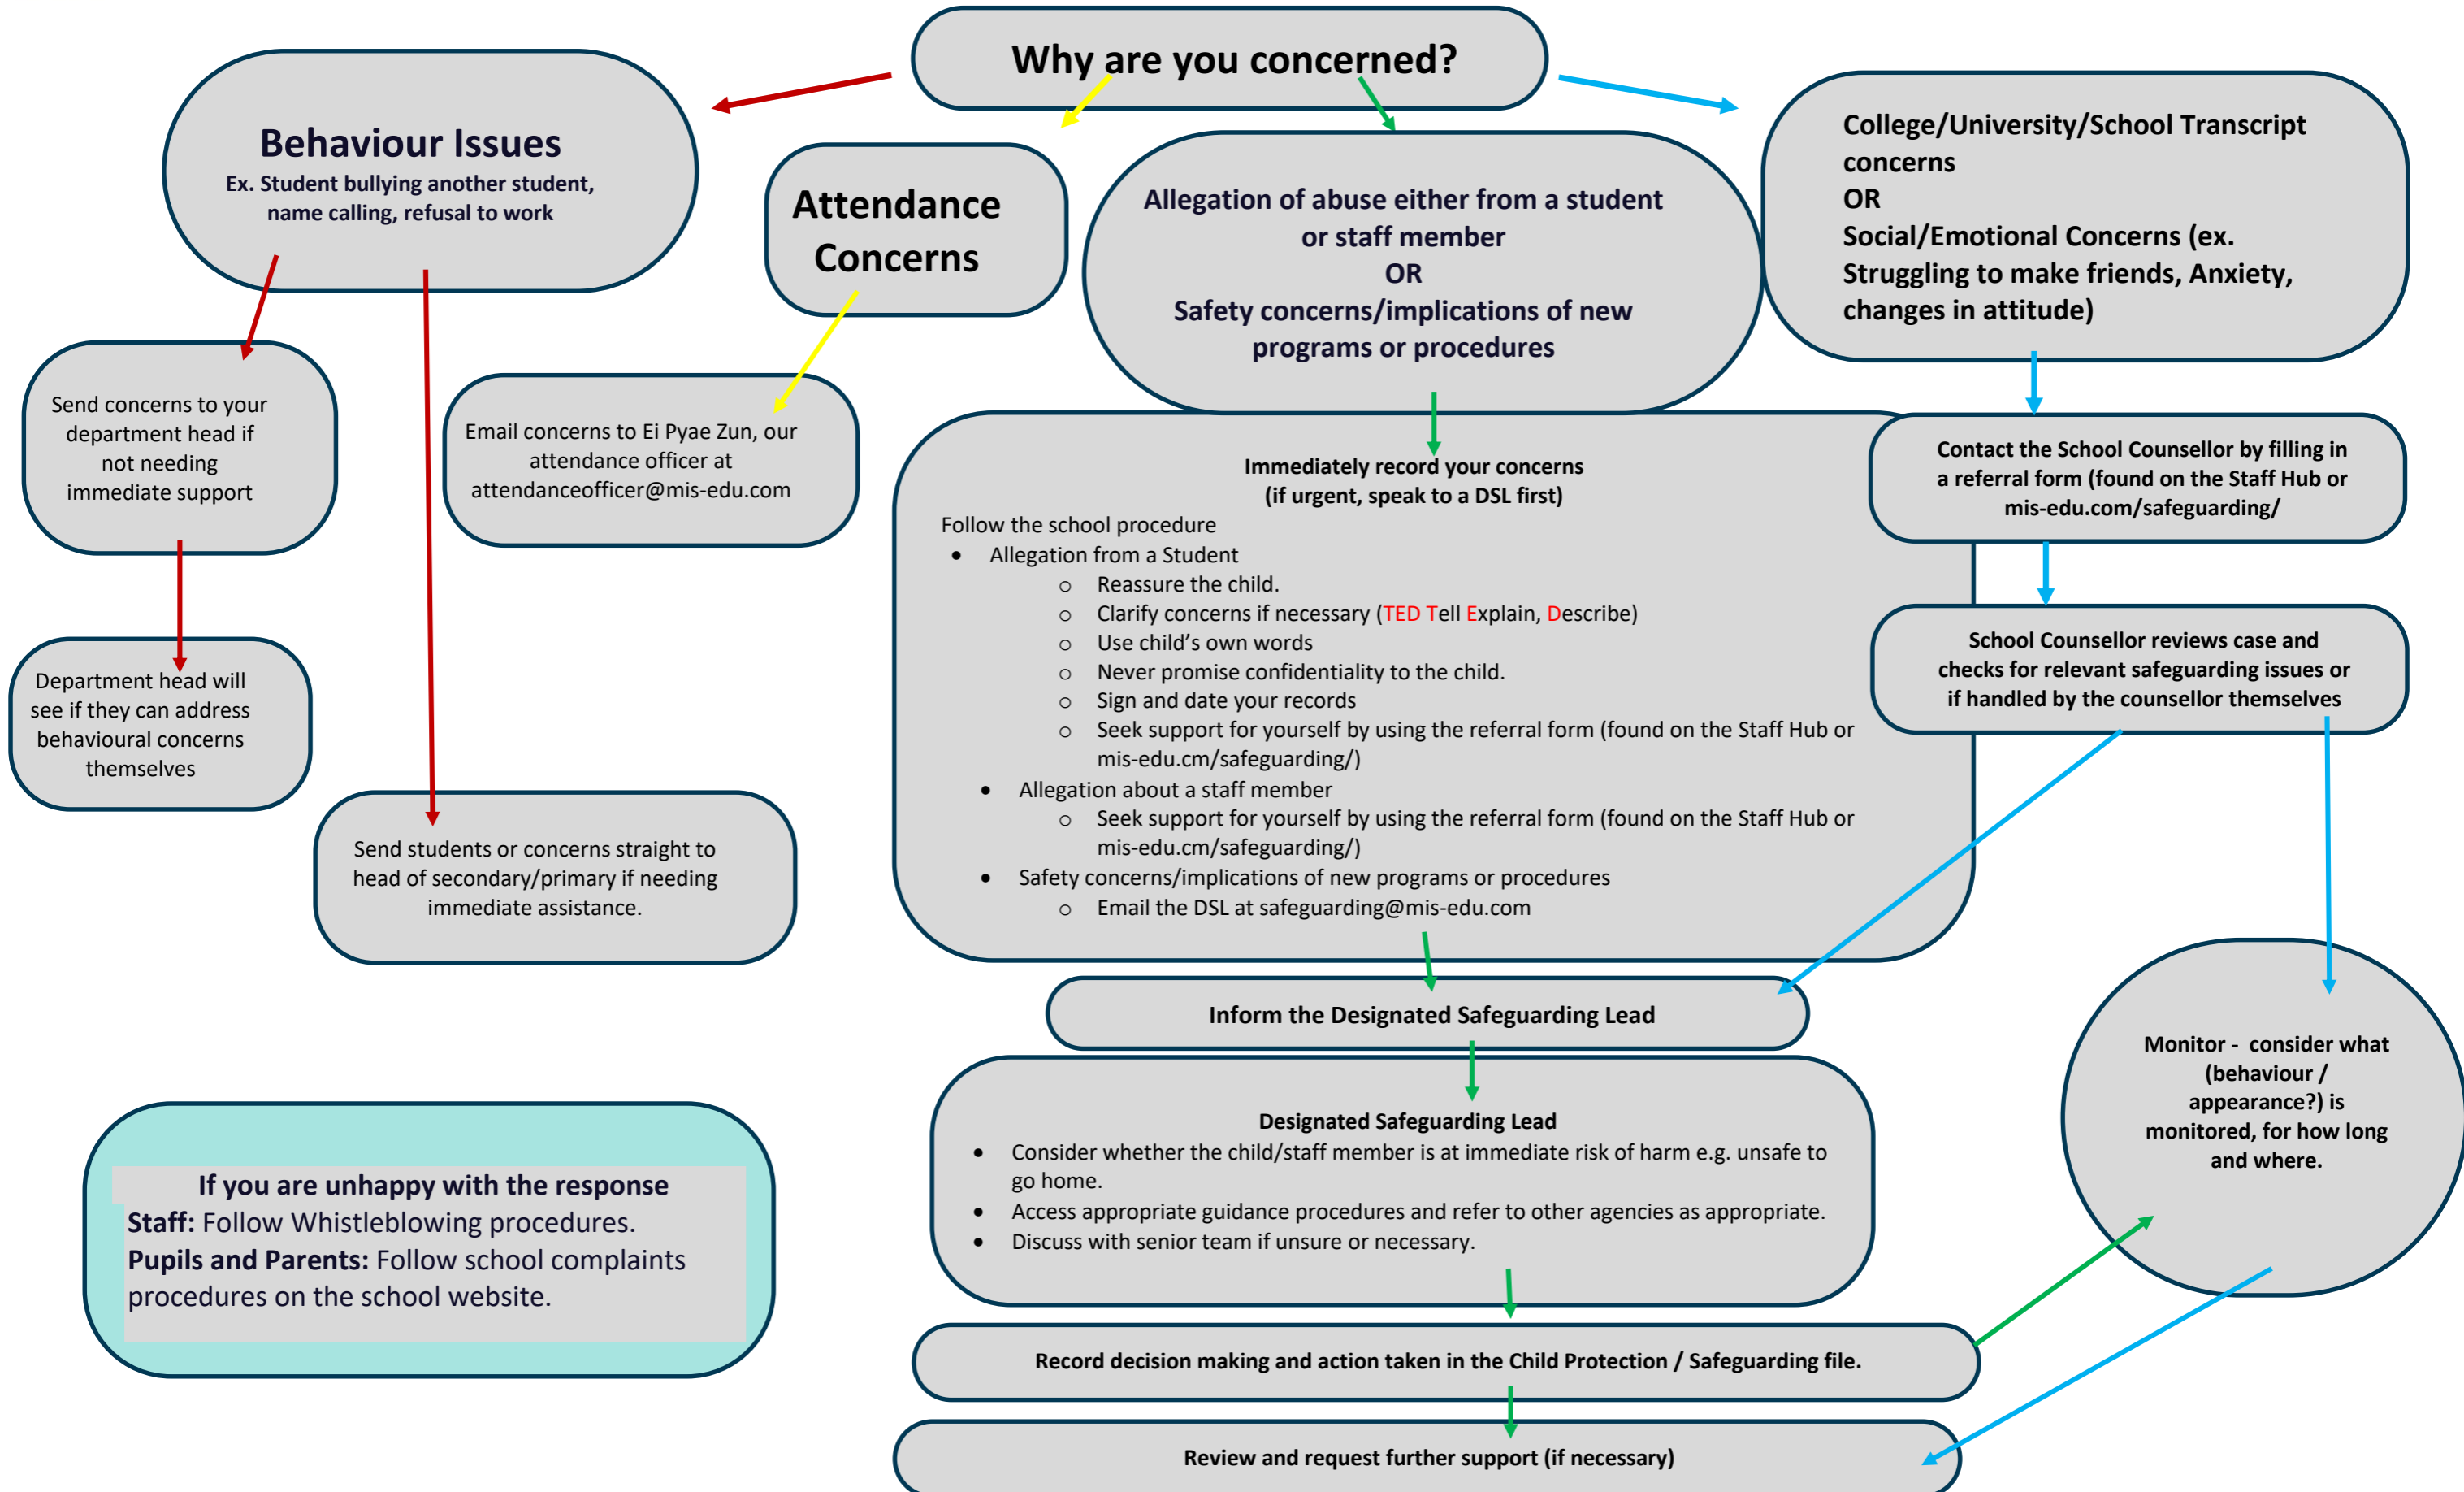 Why are you concerned?
Behaviour Issues
Ex. Student bullying another student,
name calling, refusal to work
Attendance
Concerns
Allegation of abuse either from a student
or staff member
OR
Safety concerns/implications of new
programs or procedures
College/University/School Transcript
concerns
OR
Social/Emotional Concerns (ex.
Struggling to make friends, Anxiety,
changes in attitude)
Send concerns to your
department head if
not needing
immediate support
Email concerns to Ei Pyae Zun, our
attendance officer at
attendanceofficer@mis-edu.com
Department head will
see if they can address
behavioural concerns
themselves
Send students or concerns straight to
head of secondary/primary if needing
immediate assistance.
Immediately record your concerns
(if urgent, speak to a DSL first)
Follow the school procedure
• Allegation from a Student
o Reassure the child.
o Clarify concerns if necessary (TED Tell Explain, Describe)
o Use child's own words
o Never promise confidentiality to the child.
o Sign and date your records
o Seek support for yourself by using the referral form (found on the Staff Hub or
mis-edu.cm/safeguarding/)
• Allegation about a staff member
o Seek support for yourself by using the referral form (found on the Staff Hub or
mis-edu.cm/safeguarding/)
• Safety concerns/implications of new programs or procedures
o Email the DSL at safeguarding@mis-edu.com
Contact the School Counsellor by filling in
a referral form (found on the Staff Hub or
mis-edu.com/safeguarding/
School Counsellor reviews case and
checks for relevant safeguarding issues or
if handled by the counsellor themselves
Inform the Designated Safeguarding Lead
Designated Safeguarding Lead
• Consider whether the child/staff member is at immediate risk of harm e.g. unsafe to
go home.
• Access appropriate guidance procedures and refer to other agencies as appropriate.
• Discuss with senior team if unsure or necessary.
Monitor - consider what
(behaviour /
appearance?) is
monitored, for how long
and where.
Record decision making and action taken in the Child Protection / Safeguarding file.
Review and request further support (if necessary)
If you are unhappy with the response
Staff: Follow Whistleblowing procedures.
Pupils and Parents: Follow school complaints
procedures on the school website.